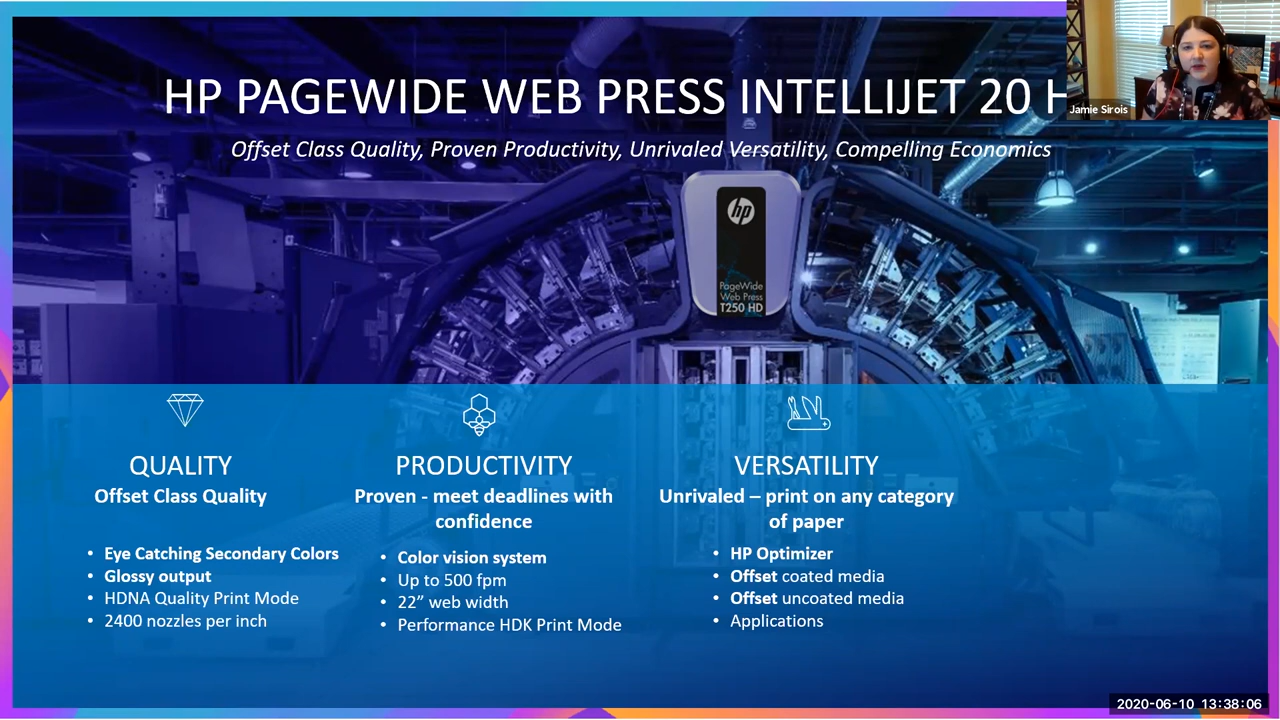 HP PAGEWIDE WEB PRESS INTELLIJET 20 H
Jamie Sirois
Offset Class Quality, Proven Productivity, Unrivaled Versatility, Compelling Economics
hp
PageWide
Web Press
T250 HD
QUALITY
Offset Class Quality
• Eye Catching Secondary Colors
• Glossy output
• HDNA Quality Print Mode
• 2400 nozzles per inch
PRODUCTIVITY
Proven - meet deadlines with
confidence
• Color vision system
• Up to 500 fpm
• 22” web width
• Performance HDK Print Mode
VERSATILITY
Unrivaled – print on any category
of paper
• HP Optimizer
• Offset coated media
• Offset uncoated media
• Applications
2020-06-10 13:38:06